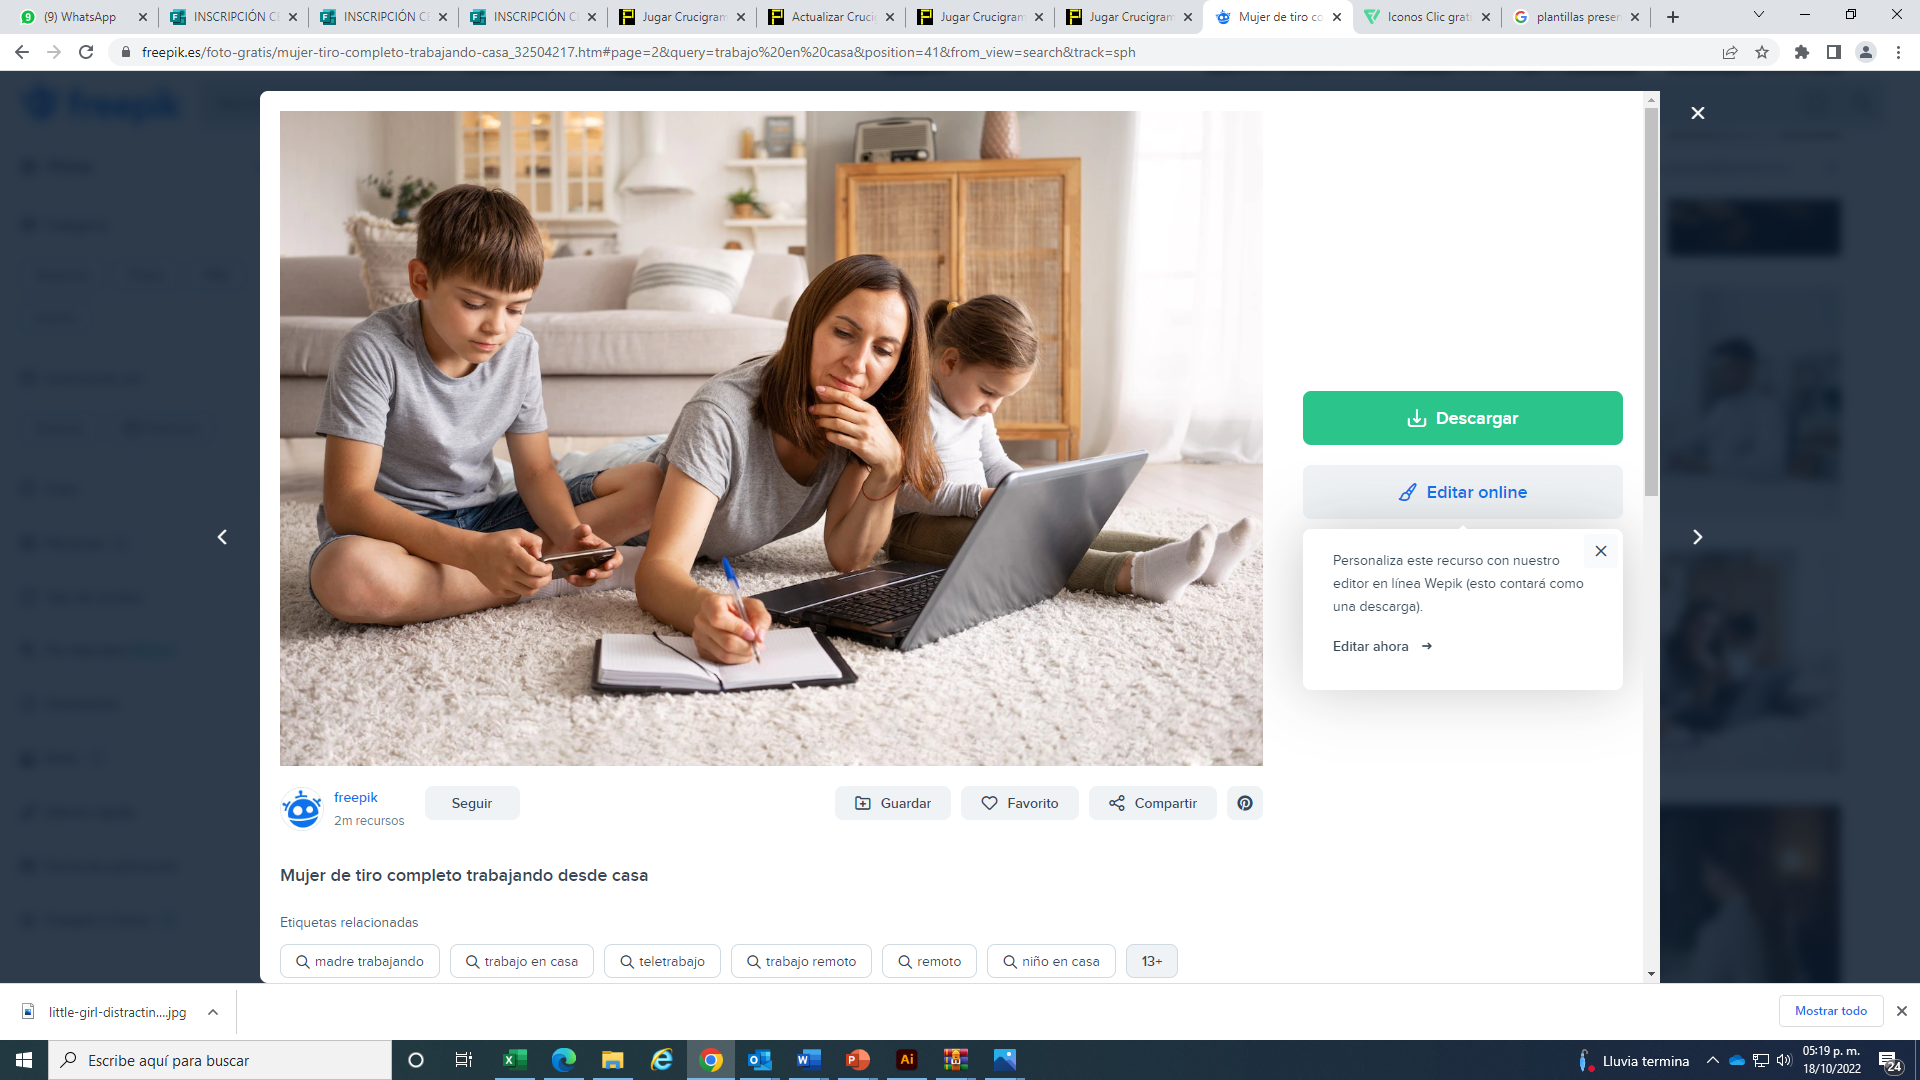 (9) WhatsApp
INSCRIPCIÓN CE
INSCRIPCIÓN CE
INSCRIPCIÓN CE
Jugar Crucigram
Actualizar Cruci
Jugar Crucigram
Jugar Crucigram
Mujer de tiro co
Iconos Clic grati
plantillas preser
freepik.es/foto-gratis/mujer-tiro-completo-trabajando-casa_32504217.htm#page=2&query=trabajo%20en%20casa&position=41&from_view=search&track=sph
freepik
Descargar
Editar online
Personaliza este recurso con nuestro
editor en línea Wepik (esto contará como
una descarga).
Editar ahora
freepik
2m recursos
Seguir
Guardar
Favorito
Compartir
Mujer de tiro completo trabajando desde casa
Etiquetas relacionadas
madre trabajando
trabajo en casa
teletrabajo
trabajo remoto
remoto
niño en casa
13+
little-girl-distractin....jpg
Mostrar todo
Escribe aquí para buscar
Lluvia termina
05:19 p. m.
18/10/2022
24